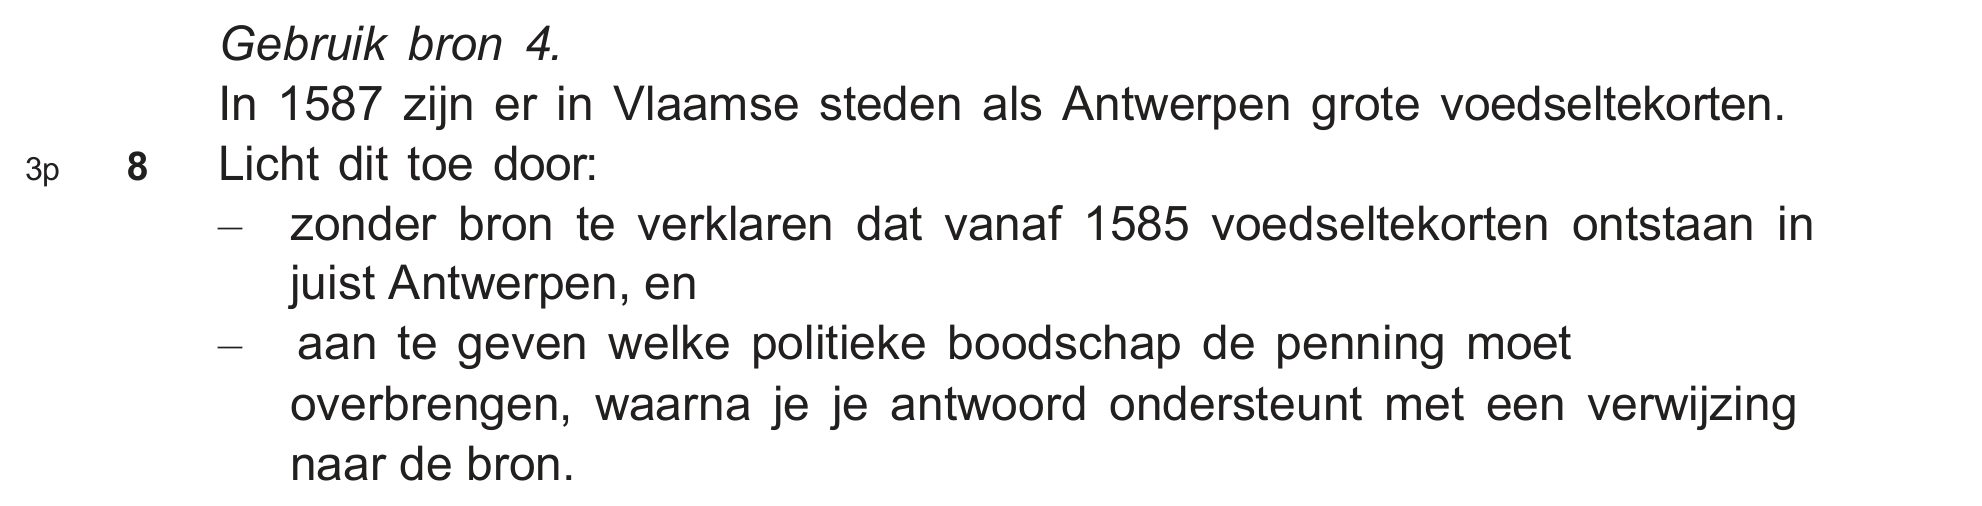 Gebruik bron 4.
In 1587 zijn er in Vlaamse steden als Antwerpen grote voedseltekorten.
3p 8 Licht dit toe door:
– zonder bron te verklaren dat vanaf 1585 voedseltekorten ontstaan in
juist Antwerpen, en
– aan te geven welke politieke boodschap de penning moet
overbrengen, waarna je je antwoord ondersteunt met een verwijzing
naar de bron.